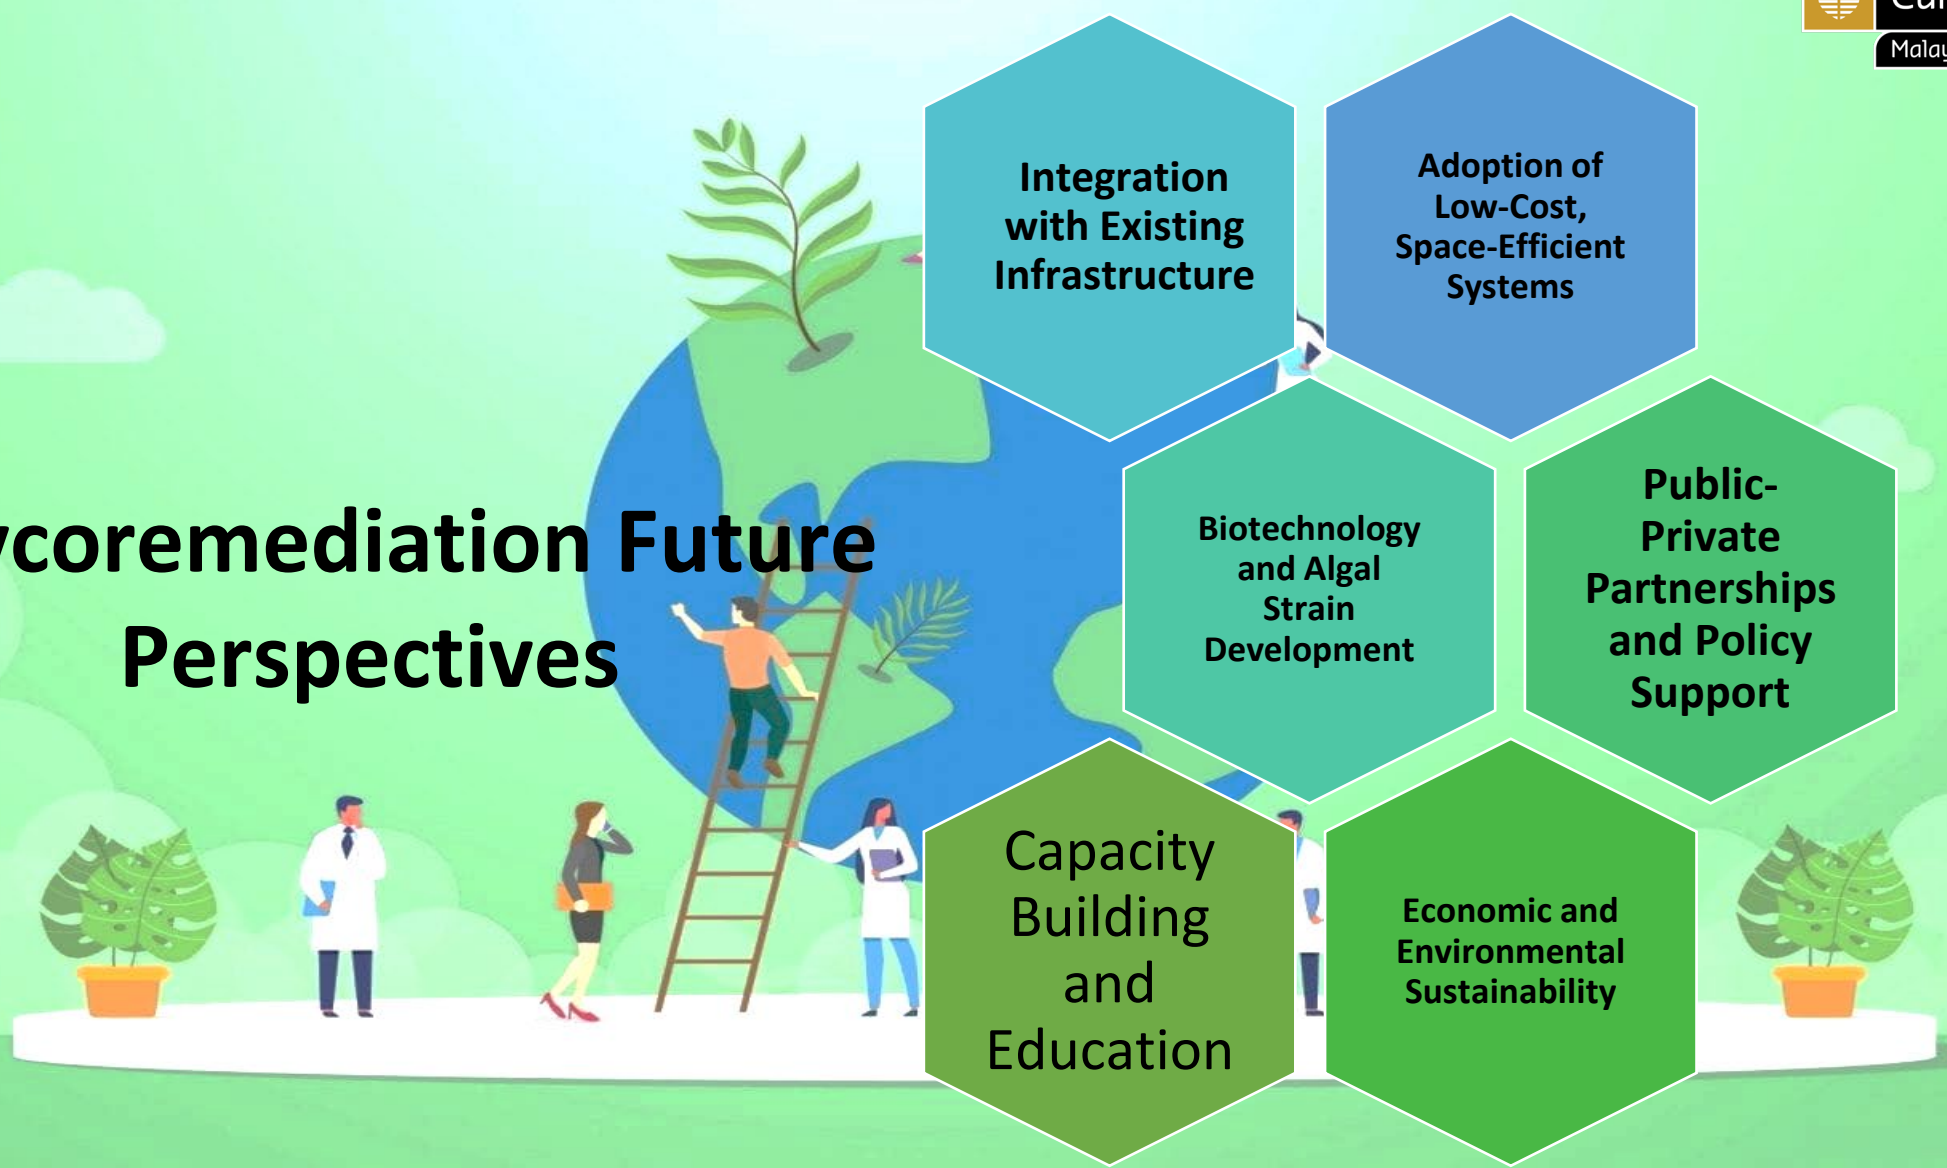 ycoremediation Future
Perspectives
Integration
with Existing
Infrastructure
Adoption of
Low-Cost,
Space-Efficient
Systems
Biotechnology
and Algal
Strain
Development
Public-
Private
Partnerships
and Policy
Support
Capacity
Building
and
Education
Economic and
Environmental
Sustainability